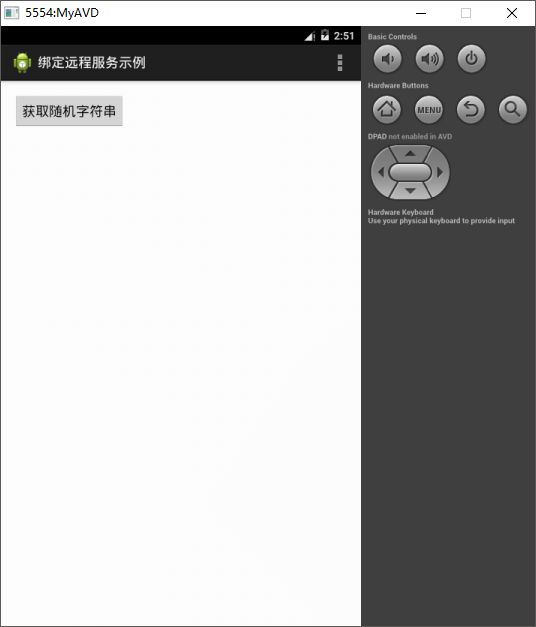 5554:MyAVD
2:51
绑定远程服务示例
获取随机字符串
Basic Controls
Hardware Buttons
MENU
DPAD not enabled in AVD
Hardware Keyboard
Use your physical keyboard to provide input